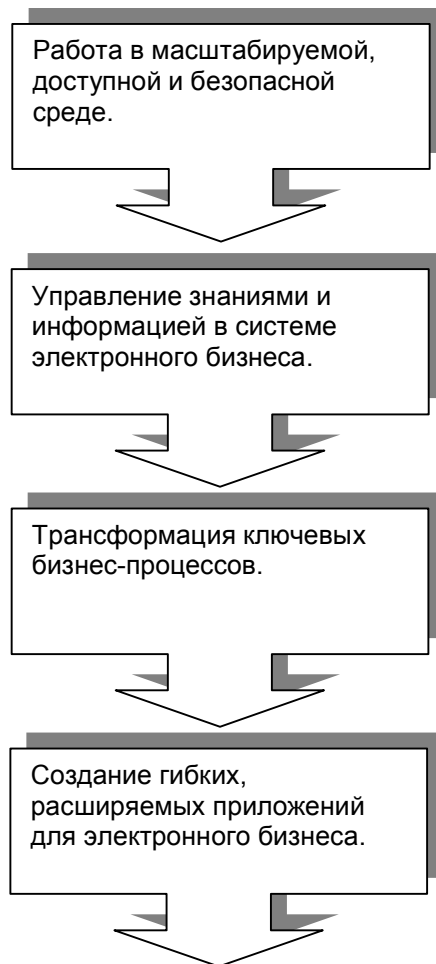 Работа в масштабируемой,
доступной и безопасной
среде.
Управление знаниями и
информацией в системе
электронного бизнеса.
Трансформация ключевых
бизнес-процессов.
Создание гибких,
расширяемых приложений
для электронного бизнеса.